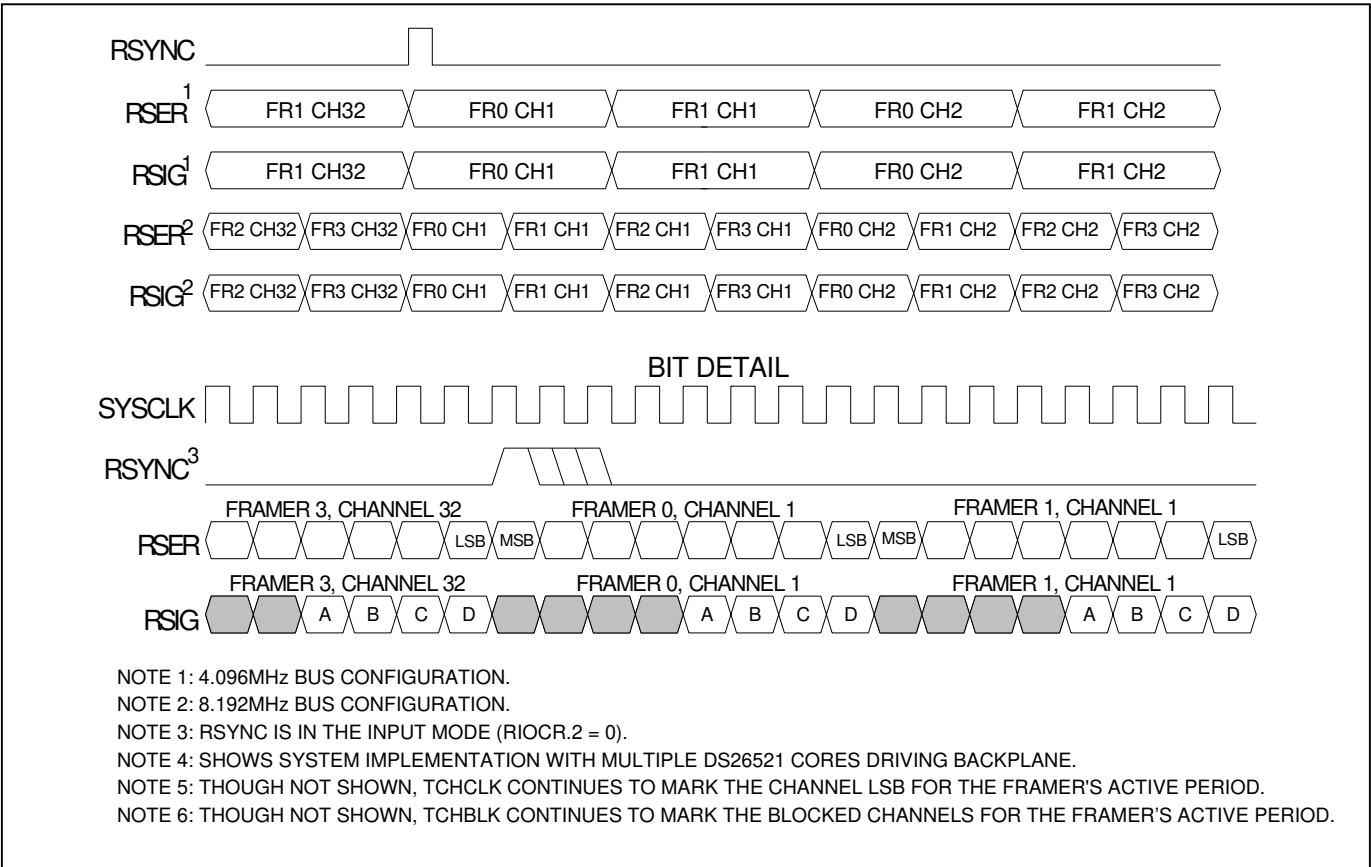 RSYNC
RSER1 FR1 CH32 FR0 CH1 FR1 CH1 FR0 CH2 FR1 CH2
RSIG1 FR1 CH32 FR0 CH1 FR1 CH1 FR0 CH2 FR1 CH2
RSER2 FR2 CH32 FR3 CH32 FR0 CH1 FR1 CH1 FR2 CH1 FR3 CH1 FR0 CH2 FR1 CH2 FR2 CH2 FR3 CH2
RSIG2 FR2 CH32 FR3 CH32 FR0 CH1 FR1 CH1 FR2 CH1 FR3 CH1 FR0 CH2 FR1 CH2 FR2 CH2 FR3 CH2
BIT DETAIL
SYSCLK
RSYNC3
FRAMER 3, CHANNEL 32 FRAMER 0, CHANNEL 1 FRAMER 1, CHANNEL 1
RSER LSB MSB LSB MSB LSB
FRAMER 3, CHANNEL 32 FRAMER 0, CHANNEL 1 FRAMER 1, CHANNEL 1
RSIG A B C D A B C D A B C D
NOTE 1: 4.096MHz BUS CONFIGURATION.
NOTE 2: 8.192MHz BUS CONFIGURATION.
NOTE 3: RSYNC IS IN THE INPUT MODE (RIOCR.2 = 0).
NOTE 4: SHOWS SYSTEM IMPLEMENTATION WITH MULTIPLE DS26521 CORES DRIVING BACKPLANE.
NOTE 5: THOUGH NOT SHOWN, TCHCLK CONTINUES TO MARK THE CHANNEL LSB FOR THE FRAMER'S ACTIVE PERIOD.
NOTE 6: THOUGH NOT SHOWN, TCHBLK CONTINUES TO MARK THE BLOCKED CHANNELS FOR THE FRAMER’S ACTIVE PERIOD.